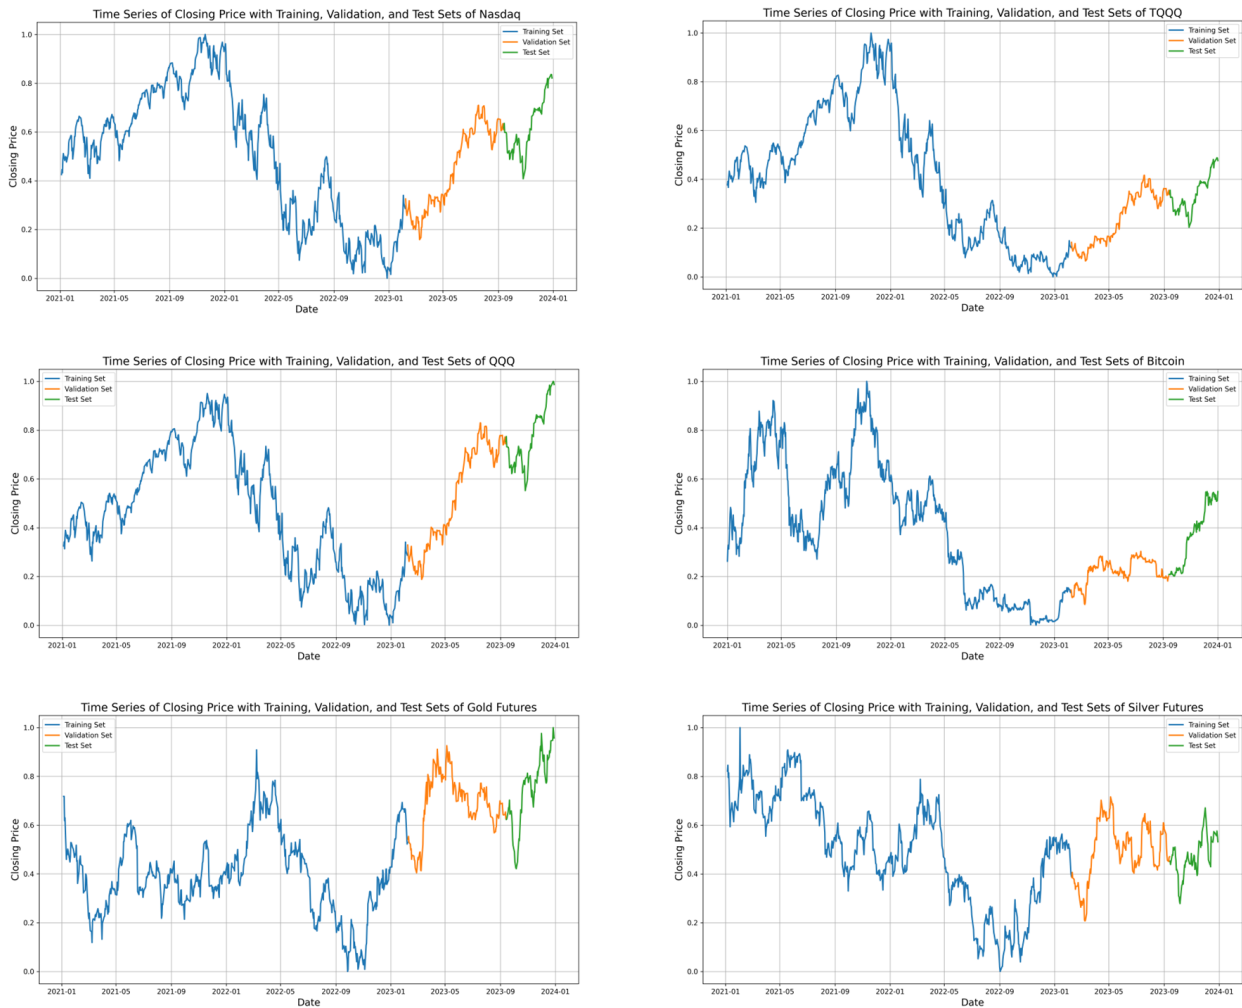 Time Series of Closing Price with Training, Validation, and Test Sets of Nasdaq
Training Set
Validation Set
Test Set
1.0
0.8
0.6
0.4
0.2
0.0
Closing Price
2021-01 2021-05 2021-09 2022-01 2022-05 2022-09 2023-01 2023-05 2023-09 2024-01
Date
Time Series of Closing Price with Training, Validation, and Test Sets of TQQQ
Training Set
Validation Set
Test Set
1.0
0.8
0.6
0.4
0.2
0.0
Closing Price
2021-01 2021-05 2021-09 2022-01 2022-05 2022-09 2023-01 2023-05 2023-09 2024-01
Date
Time Series of Closing Price with Training, Validation, and Test Sets of QQQ
Training Set
Validation Set
Test Set
1.0
0.8
0.6
0.4
0.2
0.0
Closing Price
2021-01 2021-05 2021-09 2022-01 2022-05 2022-09 2023-01 2023-05 2023-09 2024-01
Date
Time Series of Closing Price with Training, Validation, and Test Sets of Bitcoin
Training Set
Validation Set
Test Set
1.0
0.8
0.6
0.4
0.2
0.0
Closing Price
2021-01 2021-05 2021-09 2022-01 2022-05 2022-09 2023-01 2023-05 2023-09 2024-01
Date
Time Series of Closing Price with Training, Validation, and Test Sets of Gold Futures
Training Set
Validation Set
Test Set
1.0
0.8
0.6
0.4
0.2
0.0
Closing Price
2021-01 2021-05 2021-09 2022-01 2022-05 2022-09 2023-01 2023-05 2023-09 2024-01
Date
Time Series of Closing Price with Training, Validation, and Test Sets of Silver Futures
Training Set
Validation Set
Test Set
1.0
0.8
0.6
0.4
0.2
0.0
Closing Price
2021-01 2021-05 2021-09 2022-01 2022-05 2022-09 2023-01 2023-05 2023-09 2024-01
Date